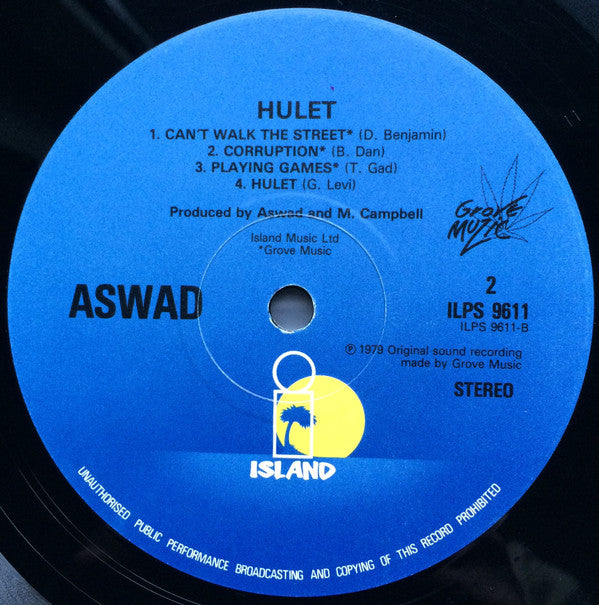 HULET
1. CAN'T WALK THE STREET* (D. Benjamin)
2. CORRUPTION* (B. Dan)
3. PLAYING GAMES* (T. Gad)
4. HULET (G. Levi)
Produced by Aswad and M. Campbell
Island Music Ltd
*Grove Music
GROVE
MUZIC
ASWAD
2
ILPS 9611
ILPS 9611-B
℗ 1979 Original sound recording
made by Grove Music
STEREO
ISLAND
UNAUTHORISED PUBLIC PERFORMANCE BROADCASTING AND COPYING OF THIS RECORD PROHIBITED